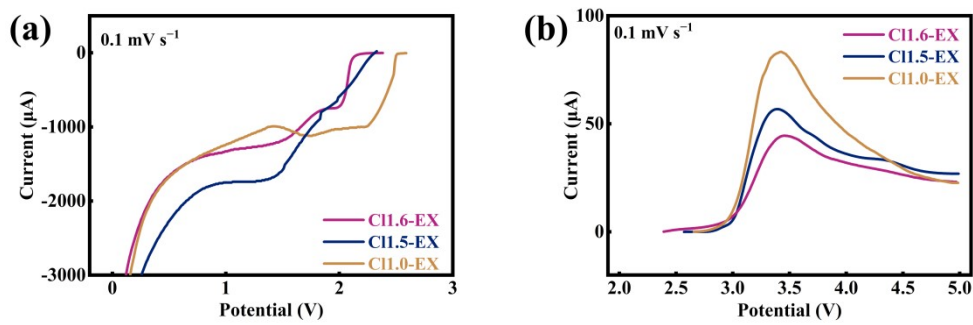 (a)
0.1 mV s⁻¹
Current (µA)
0
-1000
-2000
-3000
Cl1.6-EX
Cl1.5-EX
Cl1.0-EX
0 1 2 3
Potential (V)
(b)
0.1 mV s⁻¹
Current (µA)
100
50
0
Cl1.6-EX
Cl1.5-EX
Cl1.0-EX
2.0 2.5 3.0 3.5 4.0 4.5 5.0
Potential (V)